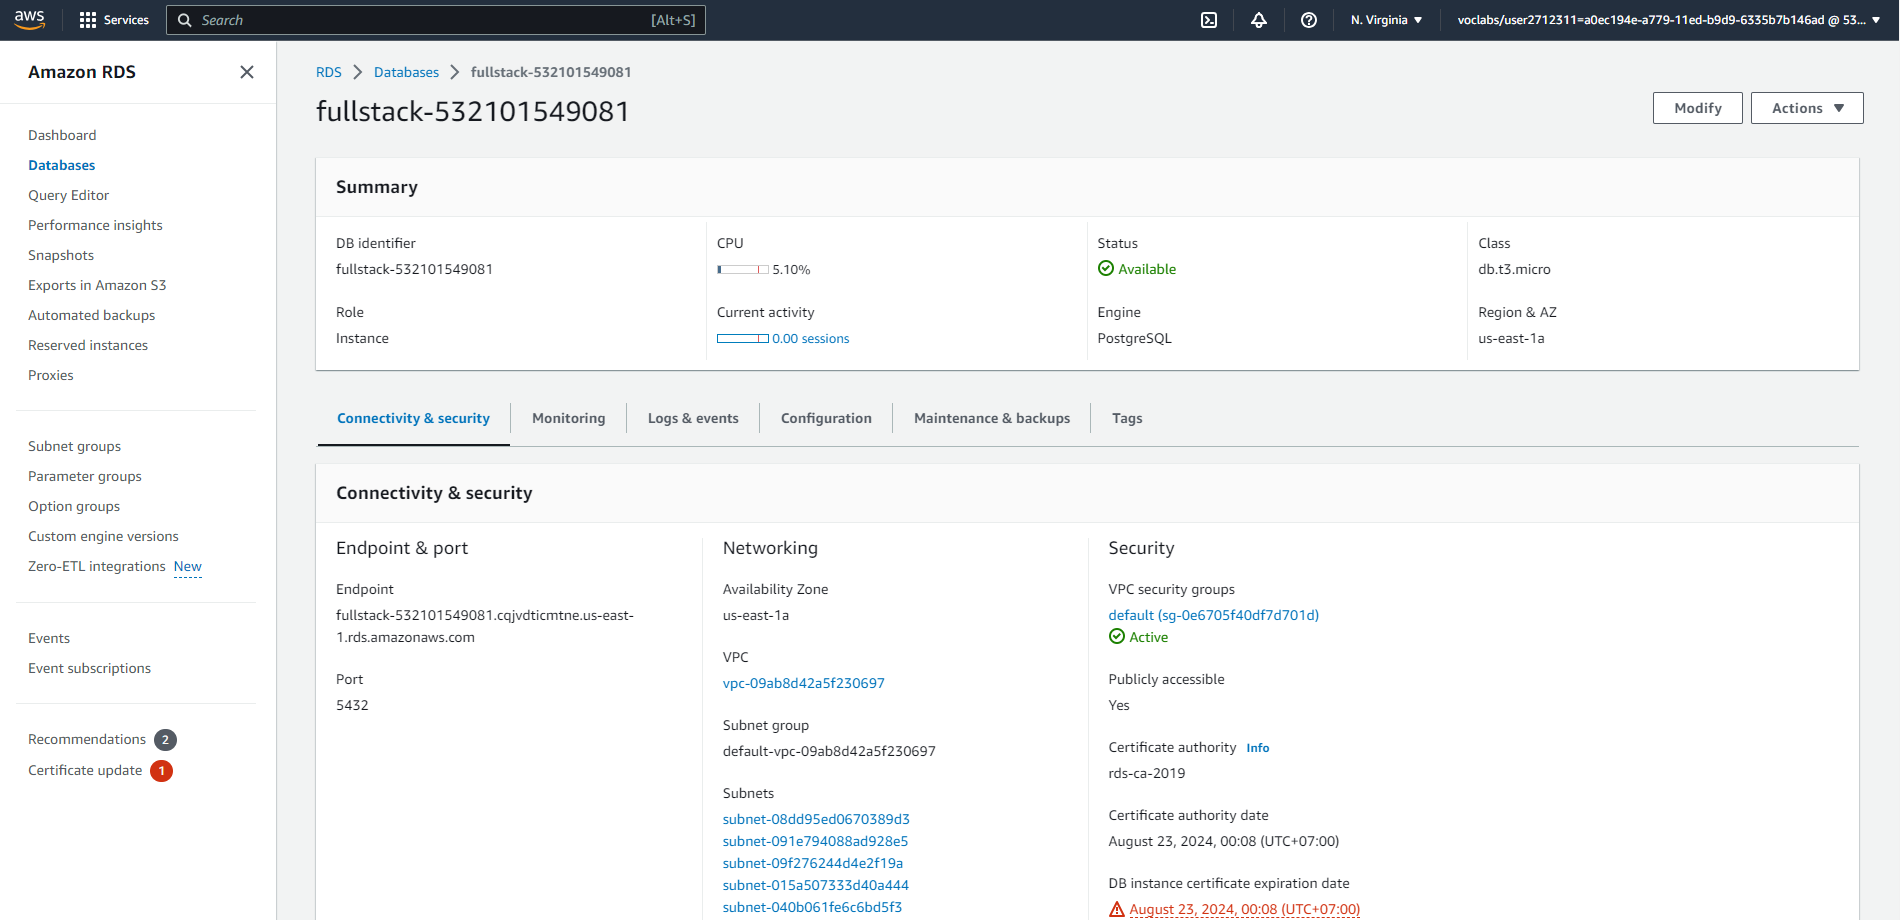 aws
Services
Search
[Alt+S]
N. Virginia
voclabs/user2712311=a0ec194e-a779-11ed-b9d9-6335b7b146ad @ 53...
Amazon RDS
Dashboard
Databases
Query Editor
Performance insights
Snapshots
Exports in Amazon S3
Automated backups
Reserved instances
Proxies
Subnet groups
Parameter groups
Option groups
Custom engine versions
Zero-ETL integrations New
Events
Event subscriptions
Recommendations 2
Certificate update 1
RDS > Databases > fullstack-532101549081
fullstack-532101549081
Modify
Actions
Summary
DB identifier
fullstack-532101549081
CPU
5.10%
Status
Available
Class
db.t3.micro
Role
Instance
Current activity
0.00 sessions
Engine
PostgreSQL
Region & AZ
us-east-1a
Connectivity & security
Monitoring
Logs & events
Configuration
Maintenance & backups
Tags
Connectivity & security
Endpoint & port
Endpoint
fullstack-532101549081.cqjvdticmtne.us-east-
1.rds.amazonaws.com
Port
5432
Networking
Availability Zone
us-east-1a
VPC
vpc-09ab8d42a5f230697
Subnet group
default-vpc-09ab8d42a5f230697
Subnets
subnet-08dd95ed0670389d3
subnet-091e794088ad928e5
subnet-09f276244d4e2f19a
subnet-015a507333d40a444
subnet-040b061fe6c6bd5f3
Security
VPC security groups
default (sg-0e6705f40df7d701d)
Active
Publicly accessible
Yes
Certificate authority Info
rds-ca-2019
Certificate authority date
August 23, 2024, 00:08 (UTC+07:00)
DB instance certificate expiration date
August 23, 2024, 00:08 (UTC+07:00)